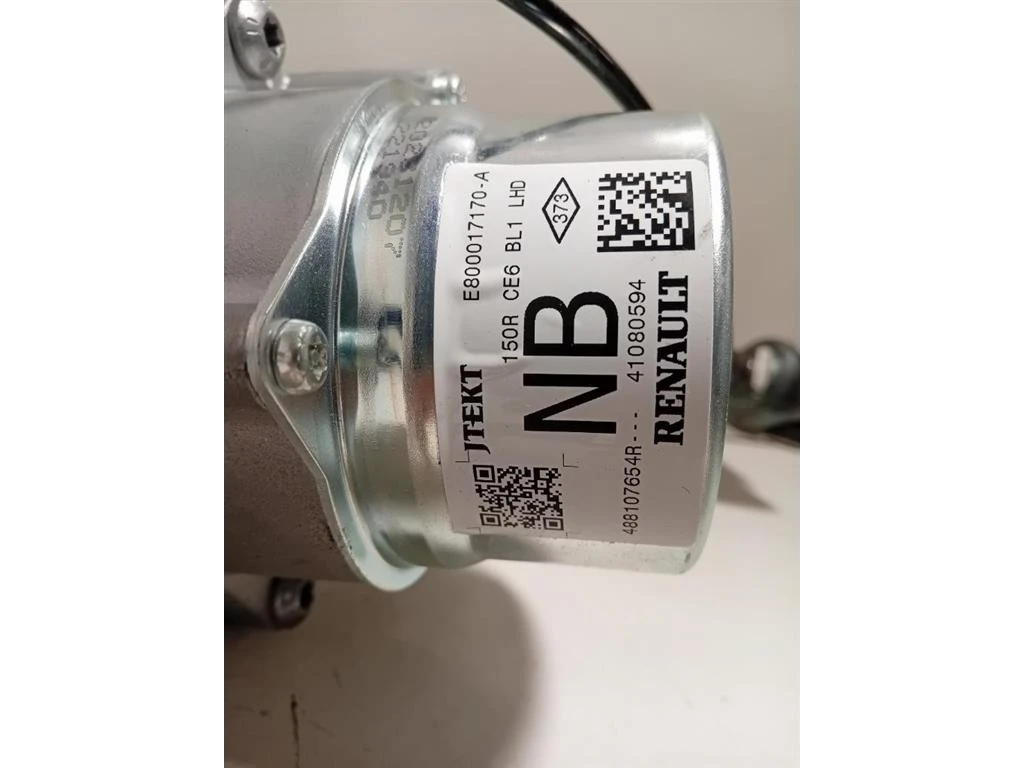 JTEKT E800017170-A
150R CE6 BL1 LHD
373
NB
488107654R--- 41080594
RENAULT